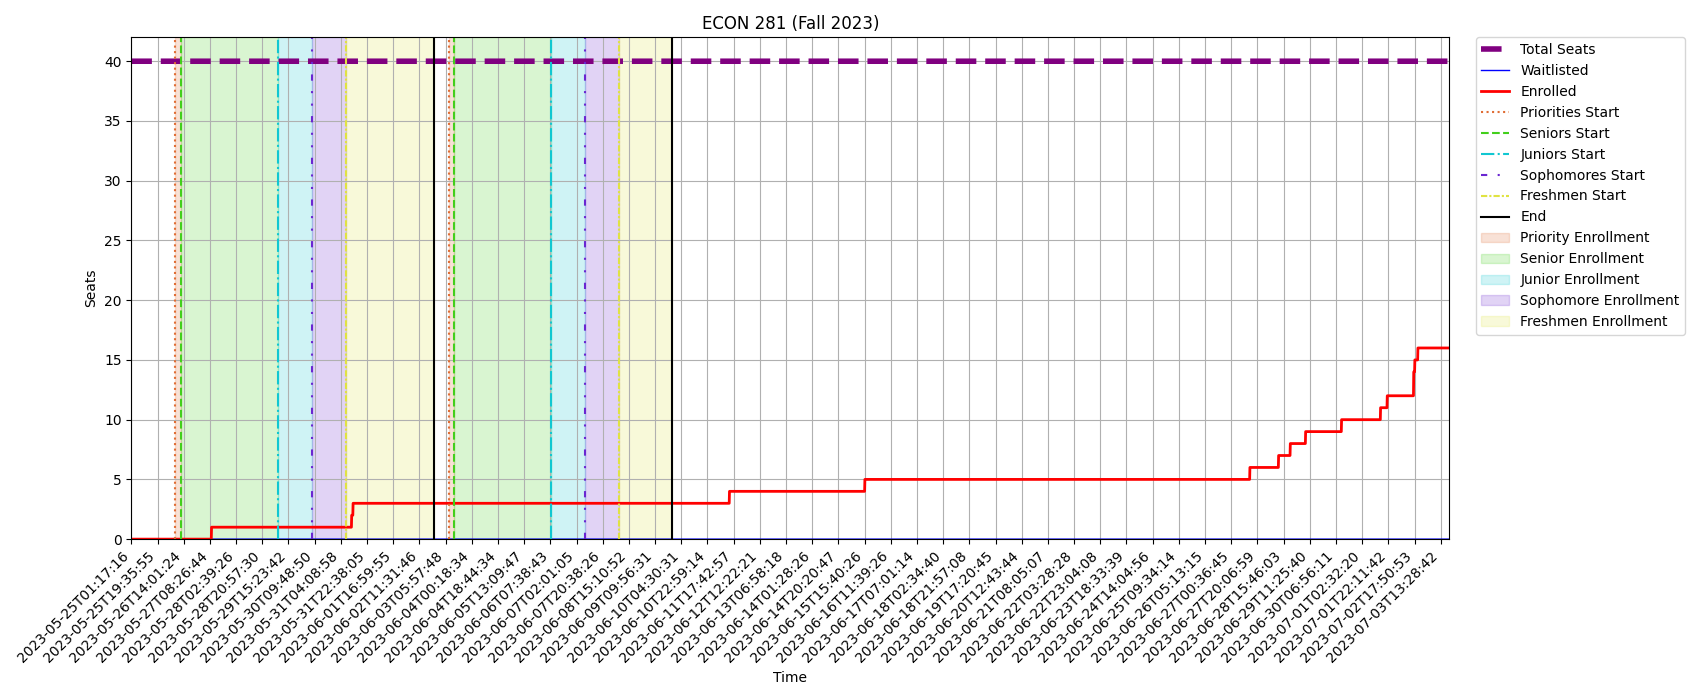 ECON 281 (Fall 2023)
Seats
40
35
30
25
20
15
10
5
0
2023-05-25T01:17:16
2023-05-25T19:35:55
2023-05-26T14:01:24
2023-05-27T08:26:44
2023-05-28T02:39:26
2023-05-28T20:57:30
2023-05-29T15:23:42
2023-05-30T09:48:50
2023-05-31T04:08:58
2023-05-31T22:38:05
2023-06-01T16:59:55
2023-06-02T11:31:46
2023-06-03T05:57:48
2023-06-04T00:18:34
2023-06-04T18:44:34
2023-06-05T13:09:47
2023-06-06T07:38:43
2023-06-07T02:01:05
2023-06-07T20:38:26
2023-06-08T15:10:52
2023-06-09T09:56:31
2023-06-10T04:30:31
2023-06-10T22:59:14
2023-06-11T17:42:57
2023-06-12T12:22:21
2023-06-13T06:58:18
2023-06-14T01:28:26
2023-06-14T20:20:47
2023-06-15T15:40:26
2023-06-16T11:39:26
2023-06-17T07:01:14
2023-06-18T02:34:40
2023-06-18T21:57:08
2023-06-19T17:20:45
2023-06-20T12:43:44
2023-06-21T08:05:07
2023-06-22T03:28:28
2023-06-22T23:04:08
2023-06-23T18:33:39
2023-06-24T14:04:56
2023-06-25T09:34:14
2023-06-26T05:13:15
2023-06-27T00:36:45
2023-06-27T20:06:59
2023-06-28T15:46:03
2023-06-29T11:25:40
2023-06-30T06:56:11
2023-07-01T02:32:20
2023-07-01T22:11:42
2023-07-02T17:50:53
2023-07-03T13:28:42
Time
Total Seats
Waitlisted
Enrolled
Priorities Start
Seniors Start
Juniors Start
Sophomores Start
Freshmen Start
End
Priority Enrollment
Senior Enrollment
Junior Enrollment
Sophomore Enrollment
Freshmen Enrollment